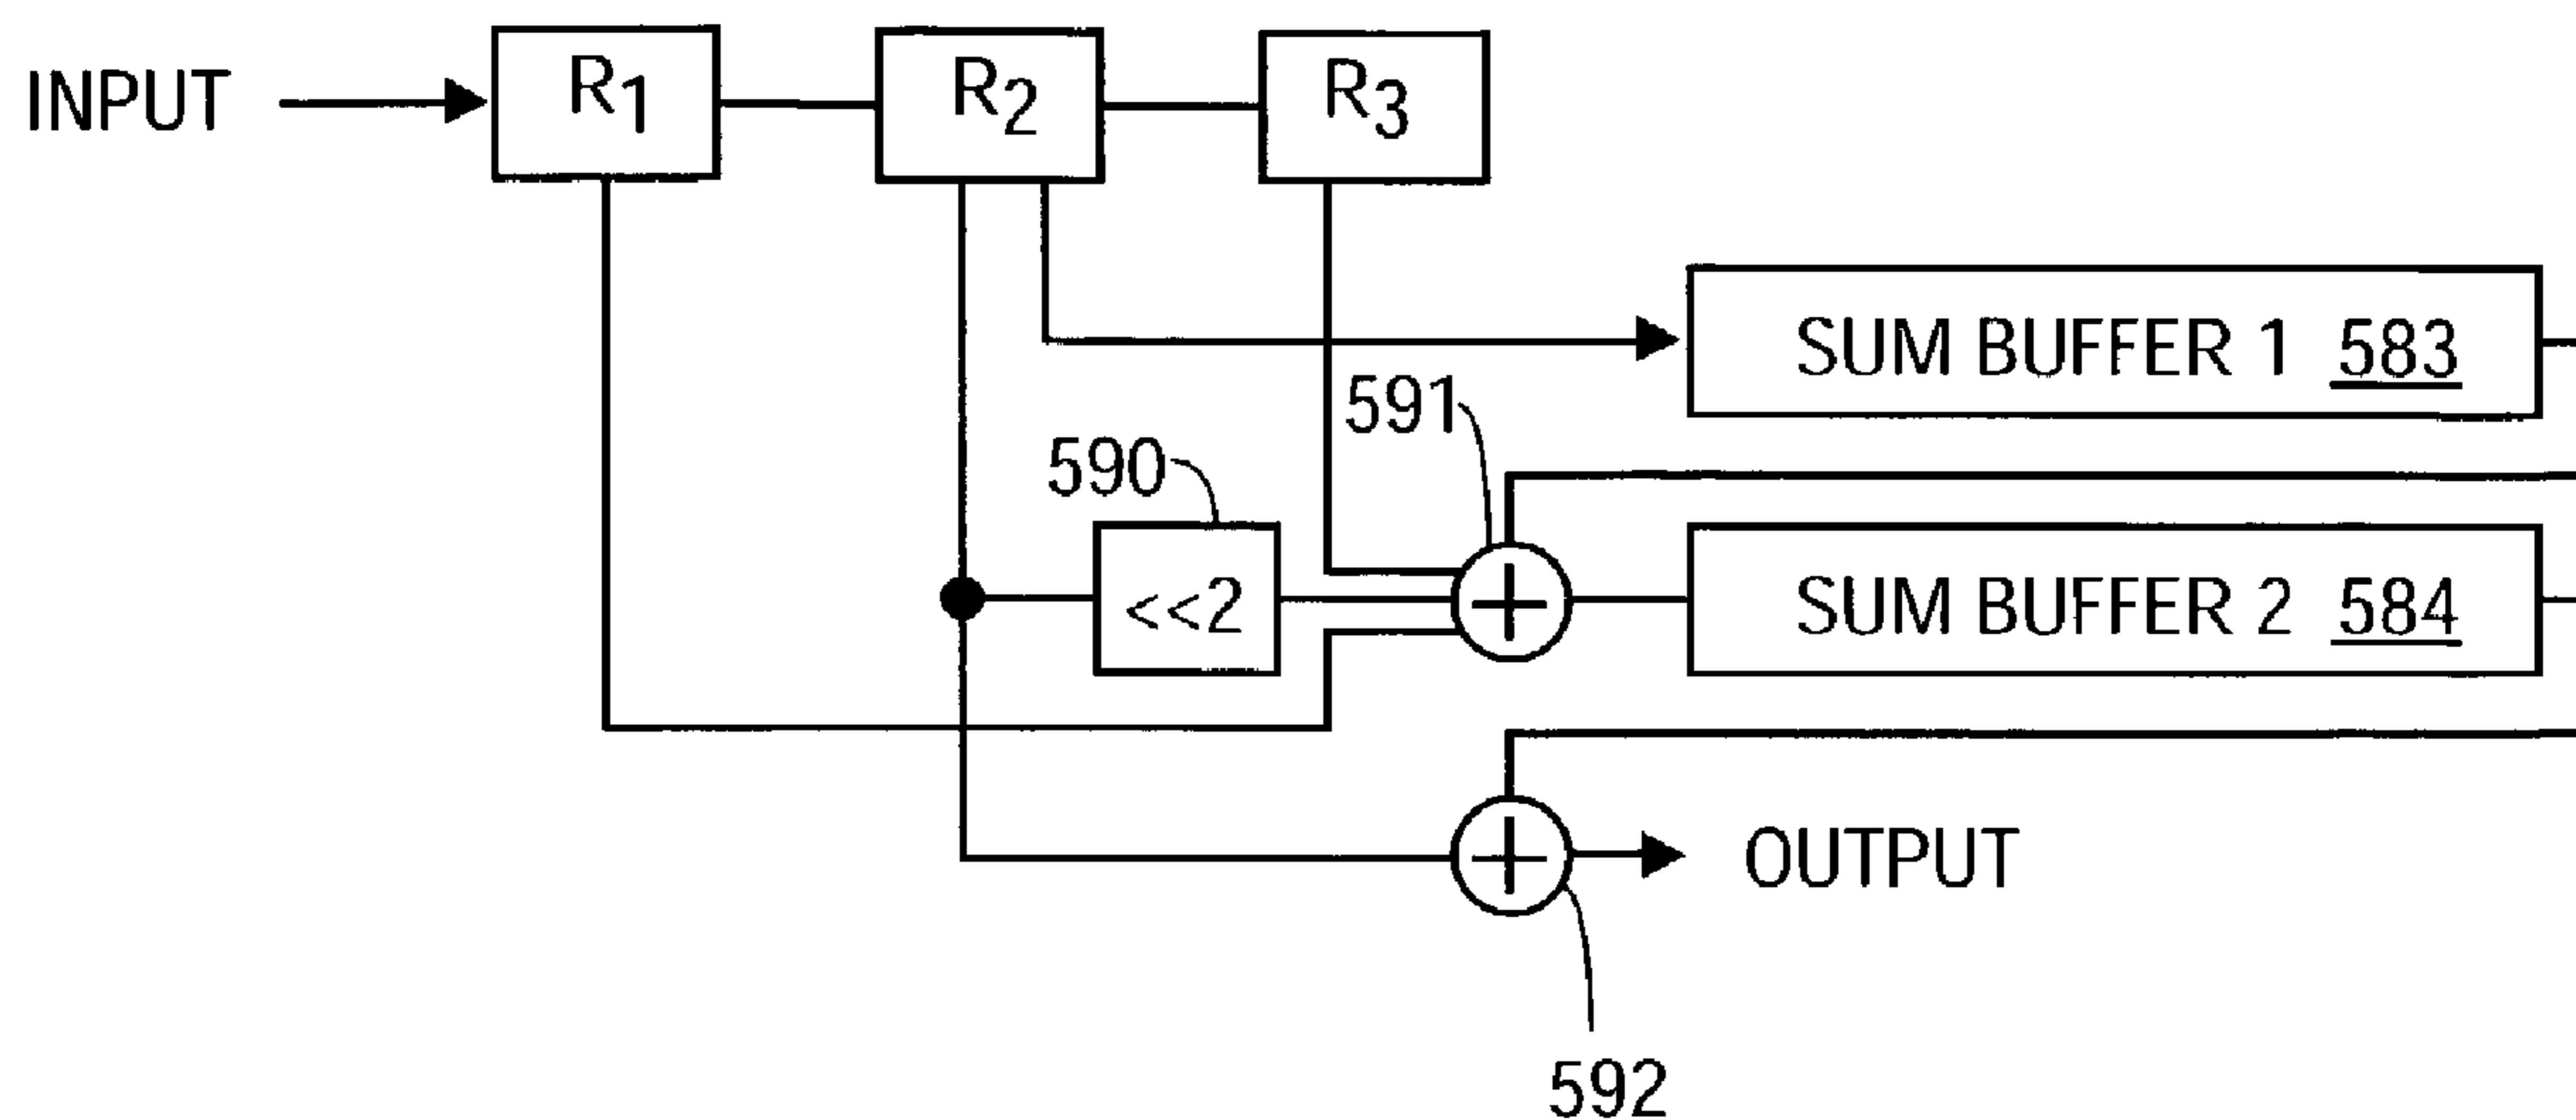 INPUT
R1
R2
R3
SUM BUFFER 1 583
591
590
<<2
SUM BUFFER 2 584
OUTPUT
592